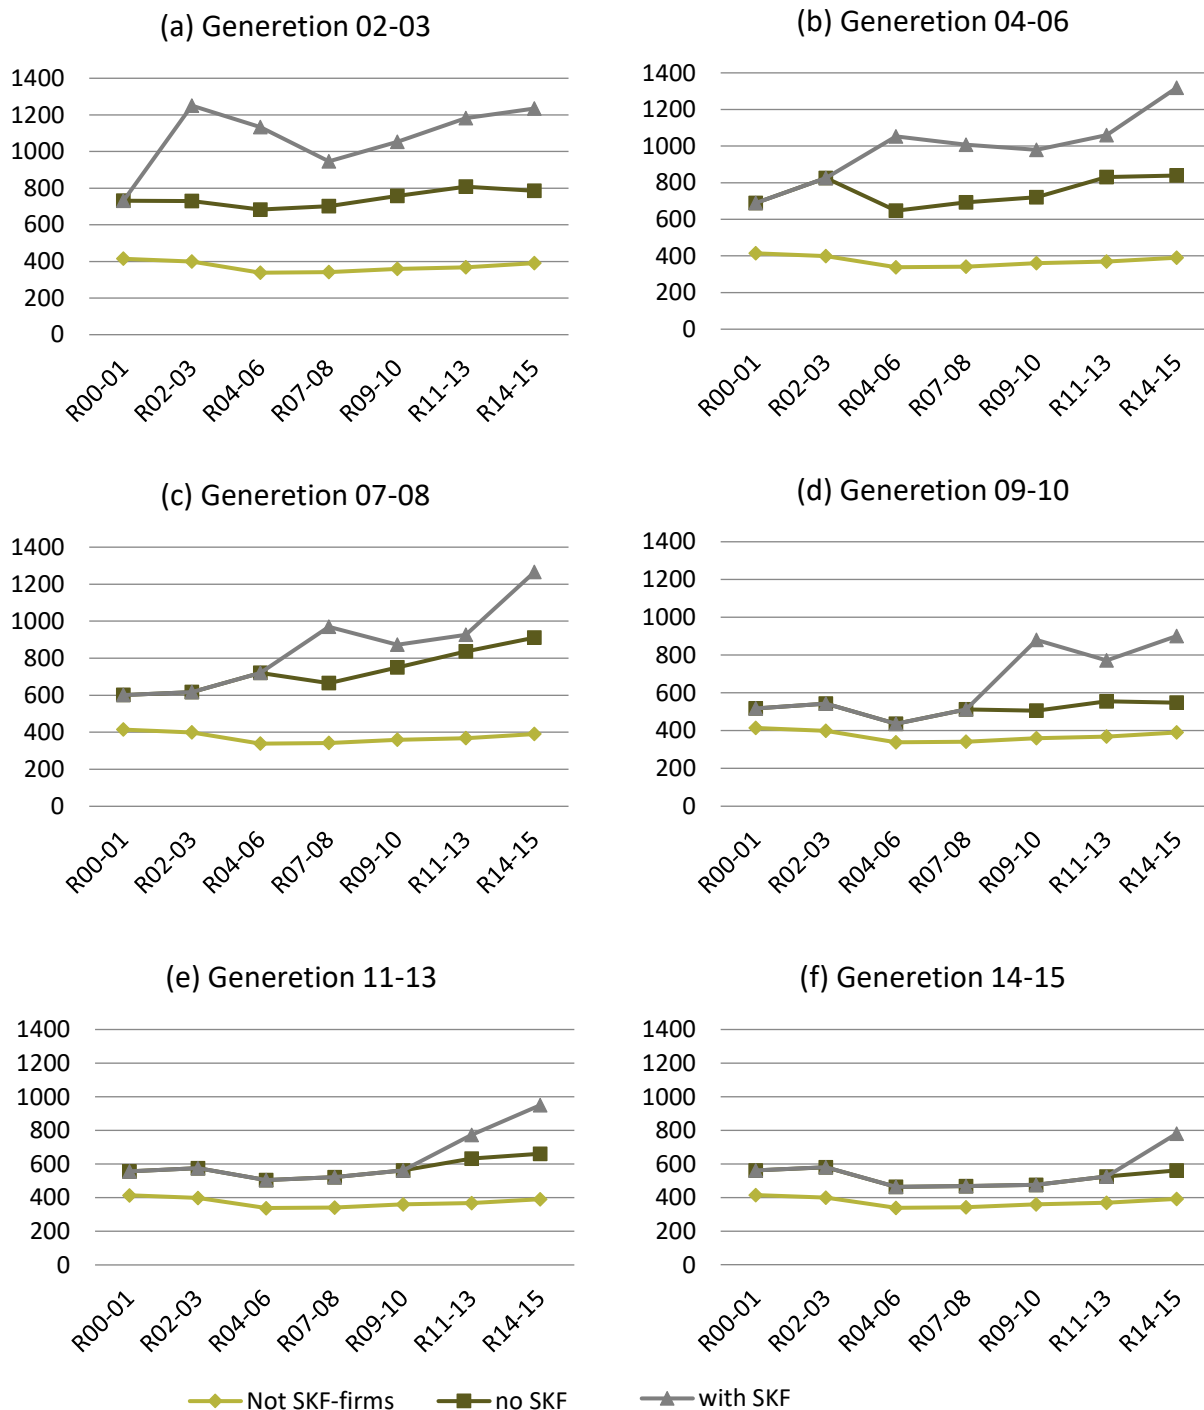 (a) Generetion 02-03
1400
1200
1000
800
600
400
200
0
R00-01
R02-03
R04-06
R07-08
R09-10
R11-13
R14-15
(b) Generetion 04-06
1400
1200
1000
800
600
400
200
0
R00-01
R02-03
R04-06
R07-08
R09-10
R11-13
R14-15
(c) Generetion 07-08
1400
1200
1000
800
600
400
200
0
R00-01
R02-03
R04-06
R07-08
R09-10
R11-13
R14-15
(d) Generetion 09-10
1400
1200
1000
800
600
400
200
0
R00-01
R02-03
R04-06
R07-08
R09-10
R11-13
R14-15
(e) Generetion 11-13
1400
1200
1000
800
600
400
200
0
R00-01
R02-03
R04-06
R07-08
R09-10
R11-13
R14-15
(f) Generetion 14-15
1400
1200
1000
800
600
400
200
0
R00-01
R02-03
R04-06
R07-08
R09-10
R11-13
R14-15
Not SKF-firms
no SKF
with SKF